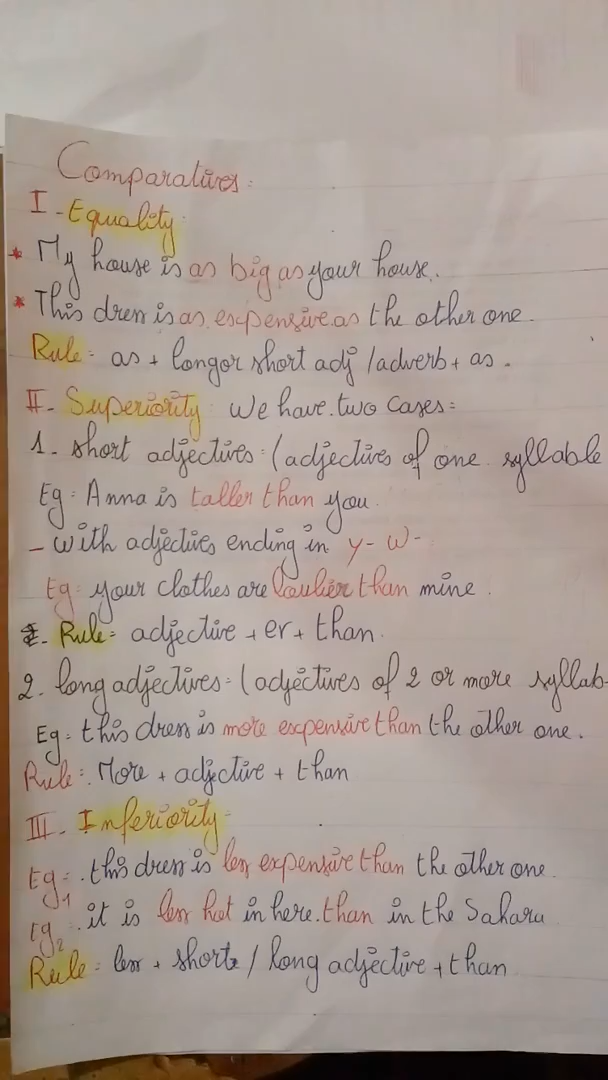 Comparatives:
I - Equality:
* My house is as big as your house.
* This dress is as expensive as the other one.
Rule: as + long or short adj / adverb + as.
II - Superiority: We have two cases:
1. short adjectives: (adjectives of one syllable
Eg: Anna is taller than you.
- With adjectives ending in y - w -
Eg: your clothes are than mine.
2. Rule: adjective + er + than.
2. long adjectives: (adjectives of 2 or more syllab-
Eg: this dress is more expensive than the other one.
Rule: More + adjective + than
III - Inferiority:
Eg1: this dress is less expensive than the other one.
Eg2: it is less hot in here than in the Sahara
Rule: less + short / long adjective + than